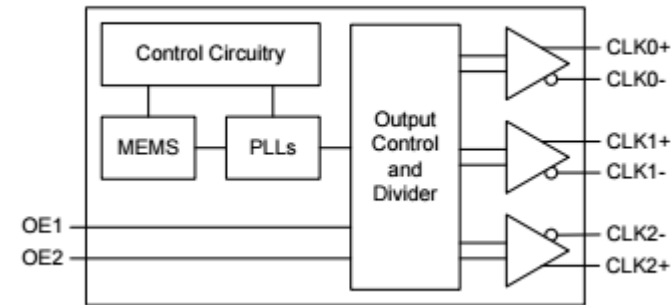 Control Circuitry
MEMS
PLLs
Output
Control
and
Divider
OE1
OE2
CLK0+
CLK0-
CLK1+
CLK1-
CLK2-
CLK2+